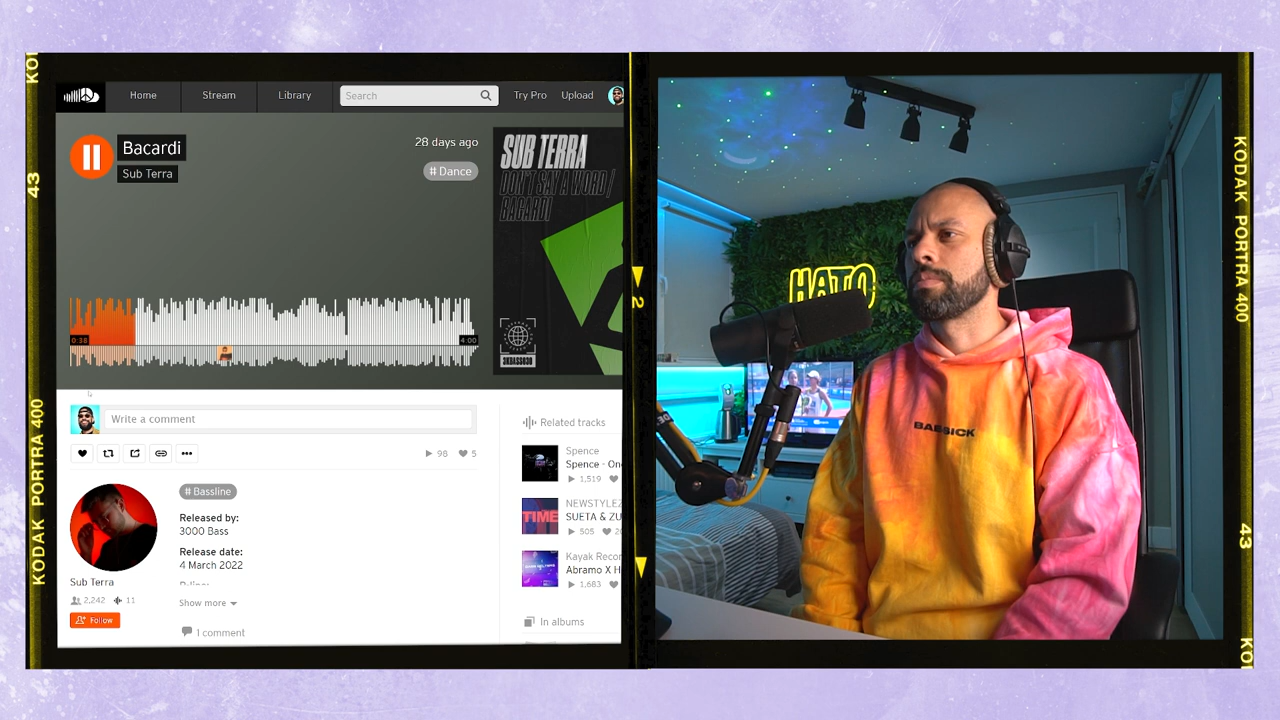 KODAK PORTRA 400
43
Home
Stream
Library
Search
Try Pro
Upload
Bacardi
Sub Terra
28 days ago
# Dance
SUB TERRA
DON'T SAY A WORD/
BACARDI
0:38
4:00
Write a comment
98
5
Related tracks
Spence
Spence - On
1,519
NEWSTYLEZ
SUETA & ZU
505
Kayak Recor
Abramo X H
1,683
In albums
# Bassline
Released by:
3000 Bass
Release date:
4 March 2022
Show more
1 comment
Sub Terra
2,242
11
Follow
2
HATO
BASSICK
KODAK PORTRA 400
43